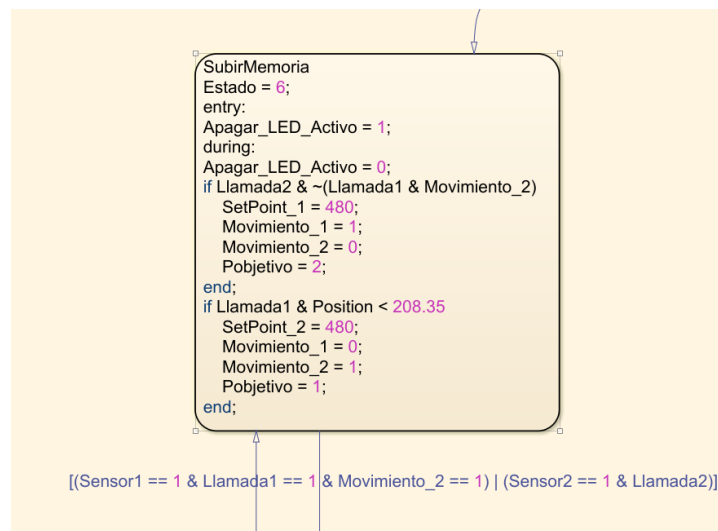 SubirMemoria
Estado = 6;
entry:
Apagar_LED_Activo = 1;
during:
Apagar_LED_Activo = 0;
if Llamada2 & ~(Llamada1 & Movimiento_2)
SetPoint_1 = 480;
Movimiento_1 = 1;
Movimiento_2 = 0;
Pobjetivo = 2;
end;
if Llamada1 & Position < 208.35
SetPoint_2 = 480;
Movimiento_1 = 0;
Movimiento_2 = 1;
Pobjetivo = 1;
end;
[(Sensor1 == 1 & Llamada1 == 1 & Movimiento_2 == 1) | (Sensor2 == 1 & Llamada2)]